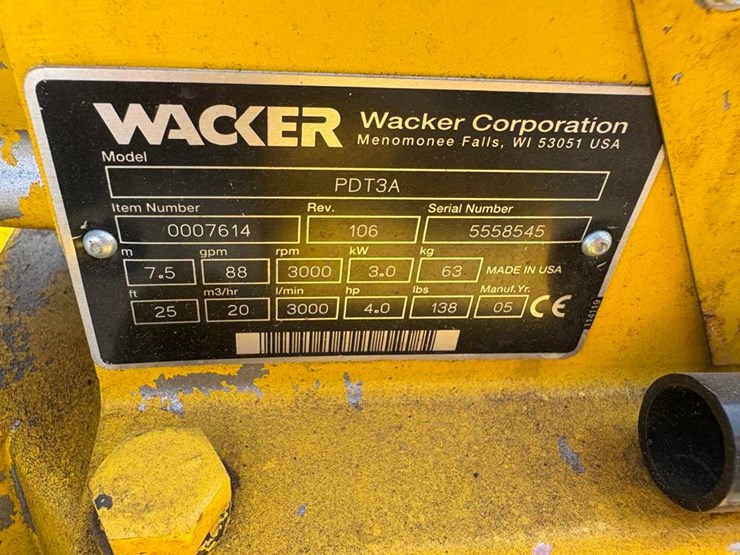 WACKER
Wacker Corporation
Menomonee Falls, WI 53051 USA
Model
PDT3A
Item Number Rev. Serial Number
0007614 106 5558545
m gpm rpm kW kg
7.5 88 3000 3.0 63 MADE IN USA
ft m3/hr l/min hp lbs Manuf.Yr.
25 20 3000 4.0 138 05 CE
114119